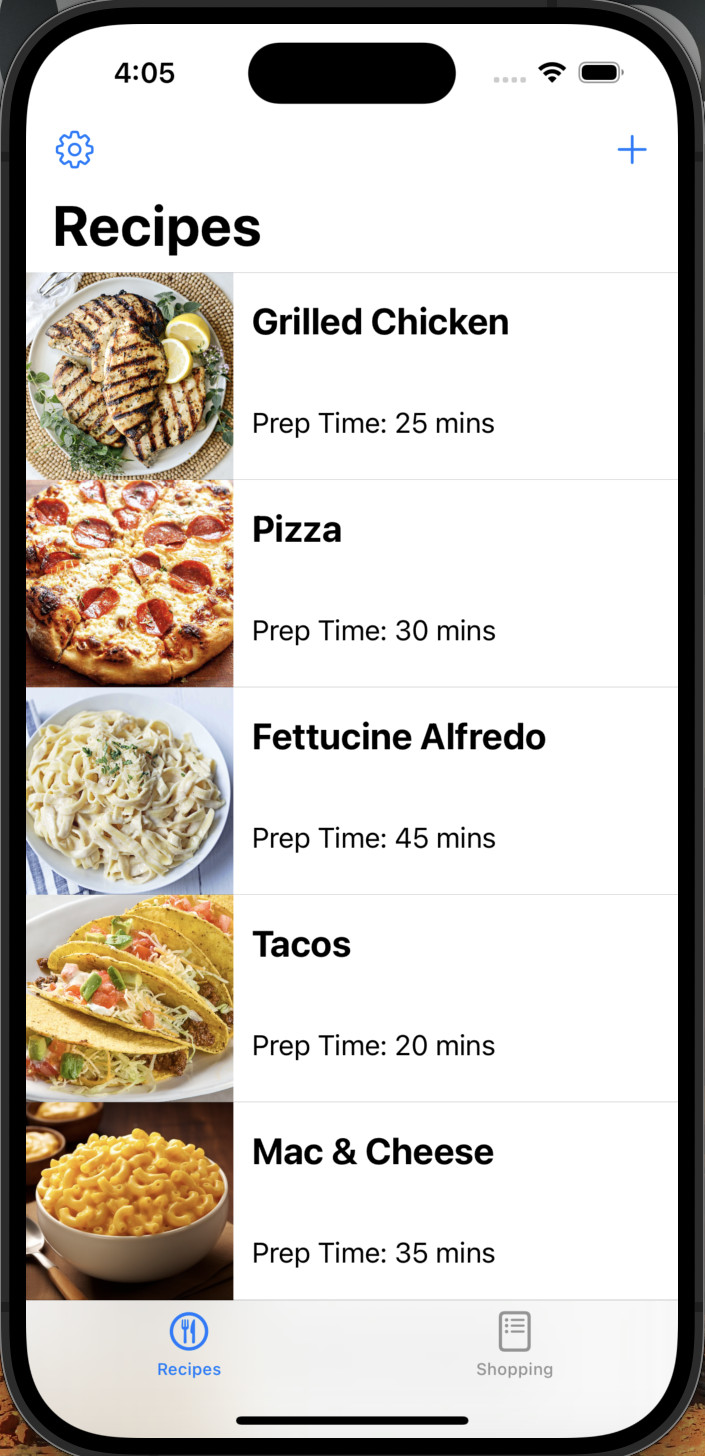 4:05
Recipes
Grilled Chicken
Prep Time: 25 mins
Pizza
Prep Time: 30 mins
Fettucine Alfredo
Prep Time: 45 mins
Tacos
Prep Time: 20 mins
Mac & Cheese
Prep Time: 35 mins
Recipes
Shopping